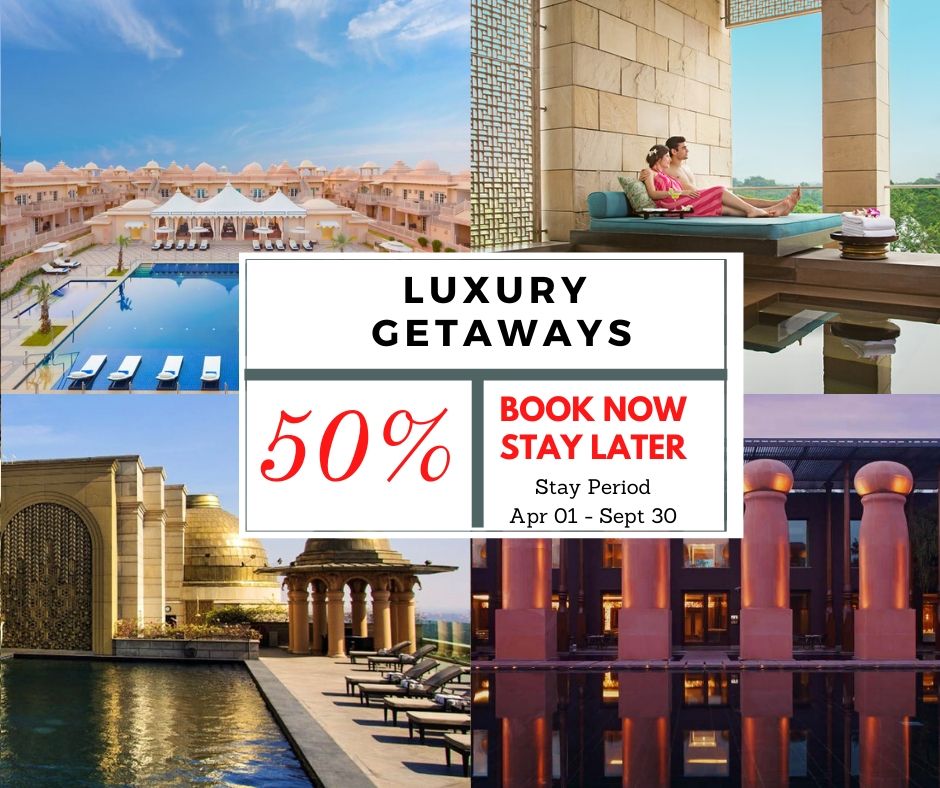 LUXURY
GETAWAYS
50%
BOOK NOW
STAY LATER
Stay Period
Apr 01 - Sept 30